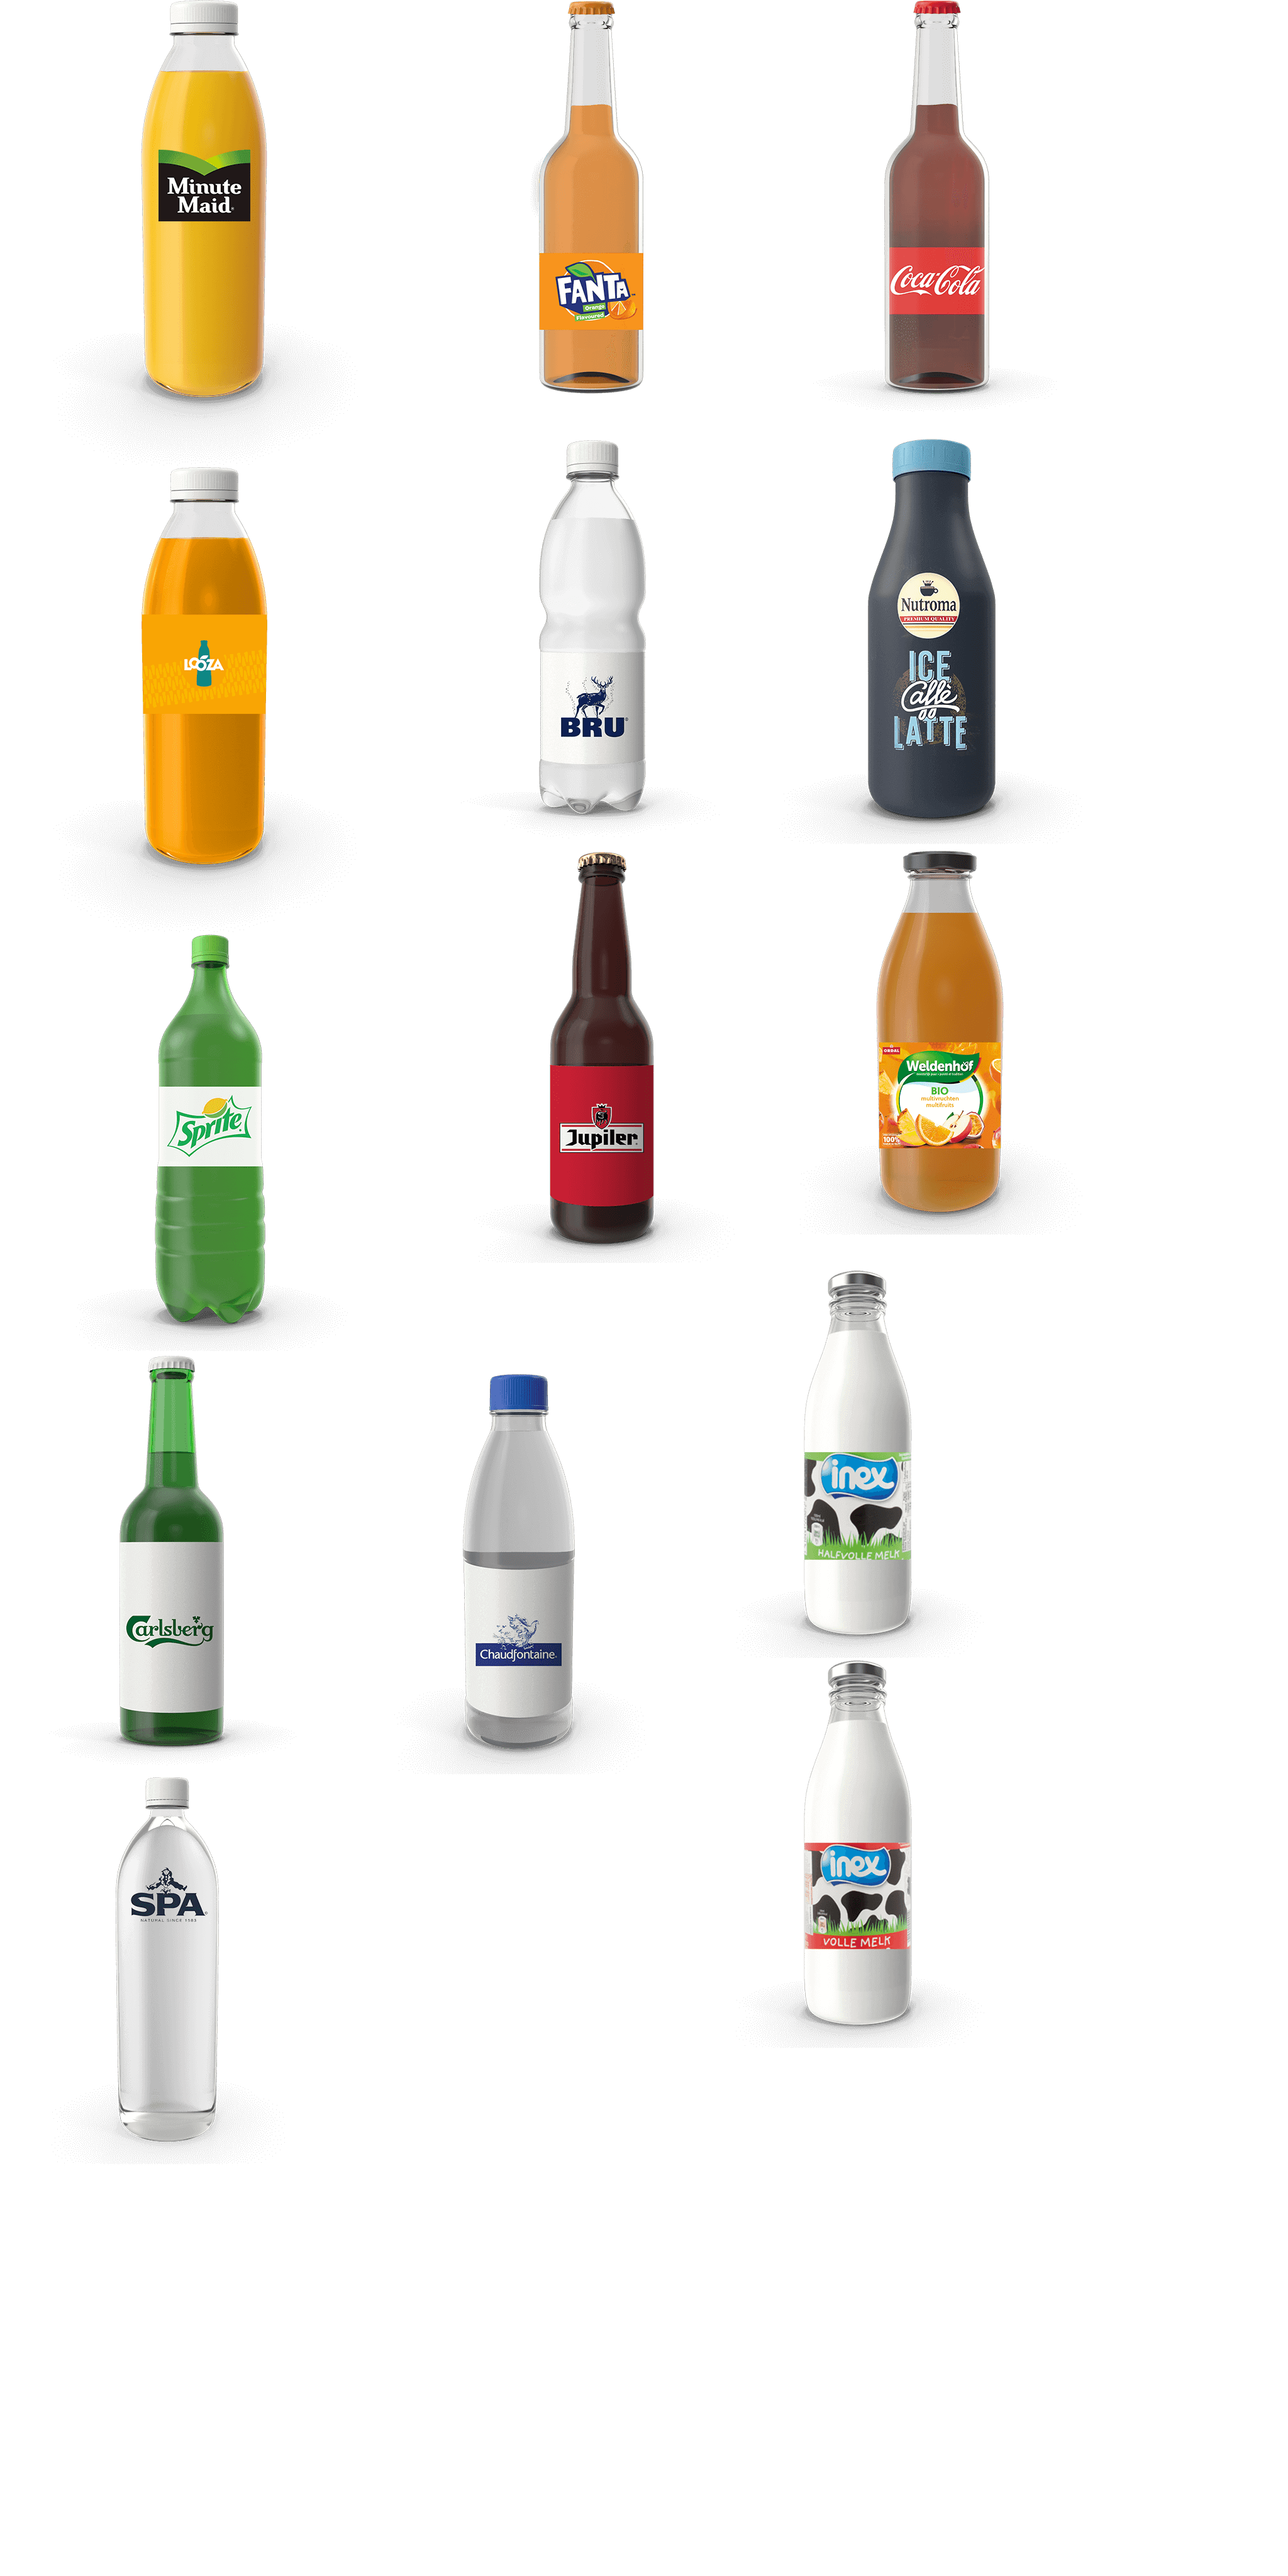 Minute
Maid
FANTA
Orange
Flavoured
Coca-Cola
LOOZA
BRU
Nutroma
PREMIUM QUALITY
ICE
Caffè
LATTE
Sprite
Jupiler
Weldenhof
BIO
multivruchten
multifruits
100%
Carlsberg
Chaudfontaine
inex
HALFVOLLE MELK
SPA
NATURAL SINCE 1583
inex
VOLLE MELK